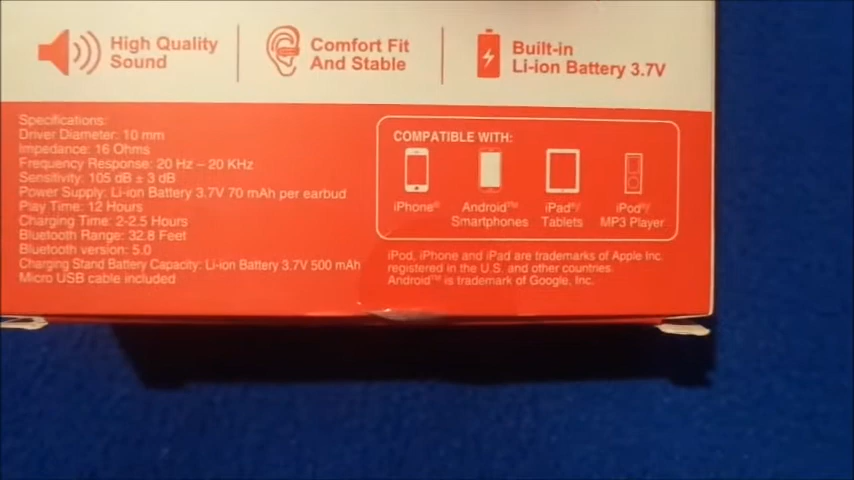 High Quality
Sound
Comfort Fit
And Stable
Built-in
Li-ion Battery 3.7V
Specifications:
Driver Diameter: 10 mm
Impedance: 16 Ohms
Frequency Response: 20 Hz – 20 KHz
Sensitivity: 105 dB ± 3 dB
Power Supply: Li-ion Battery 3.7V 70 mAh per earbud
Play Time: 12 Hours
Charging Time: 2-2.5 Hours
Bluetooth Range: 32.8 Feet
Bluetooth version: 5.0
Charging Stand Battery Capacity: Li-ion Battery 3.7V 500 mAh
Micro USB cable included
COMPATIBLE WITH:
iPhone®
Android™
Smartphones
iPad®/
Tablets
iPod®/
MP3 Player
iPod, iPhone and iPad are trademarks of Apple Inc.
registered in the U.S. and other countries.
Android™ is trademark of Google, Inc.